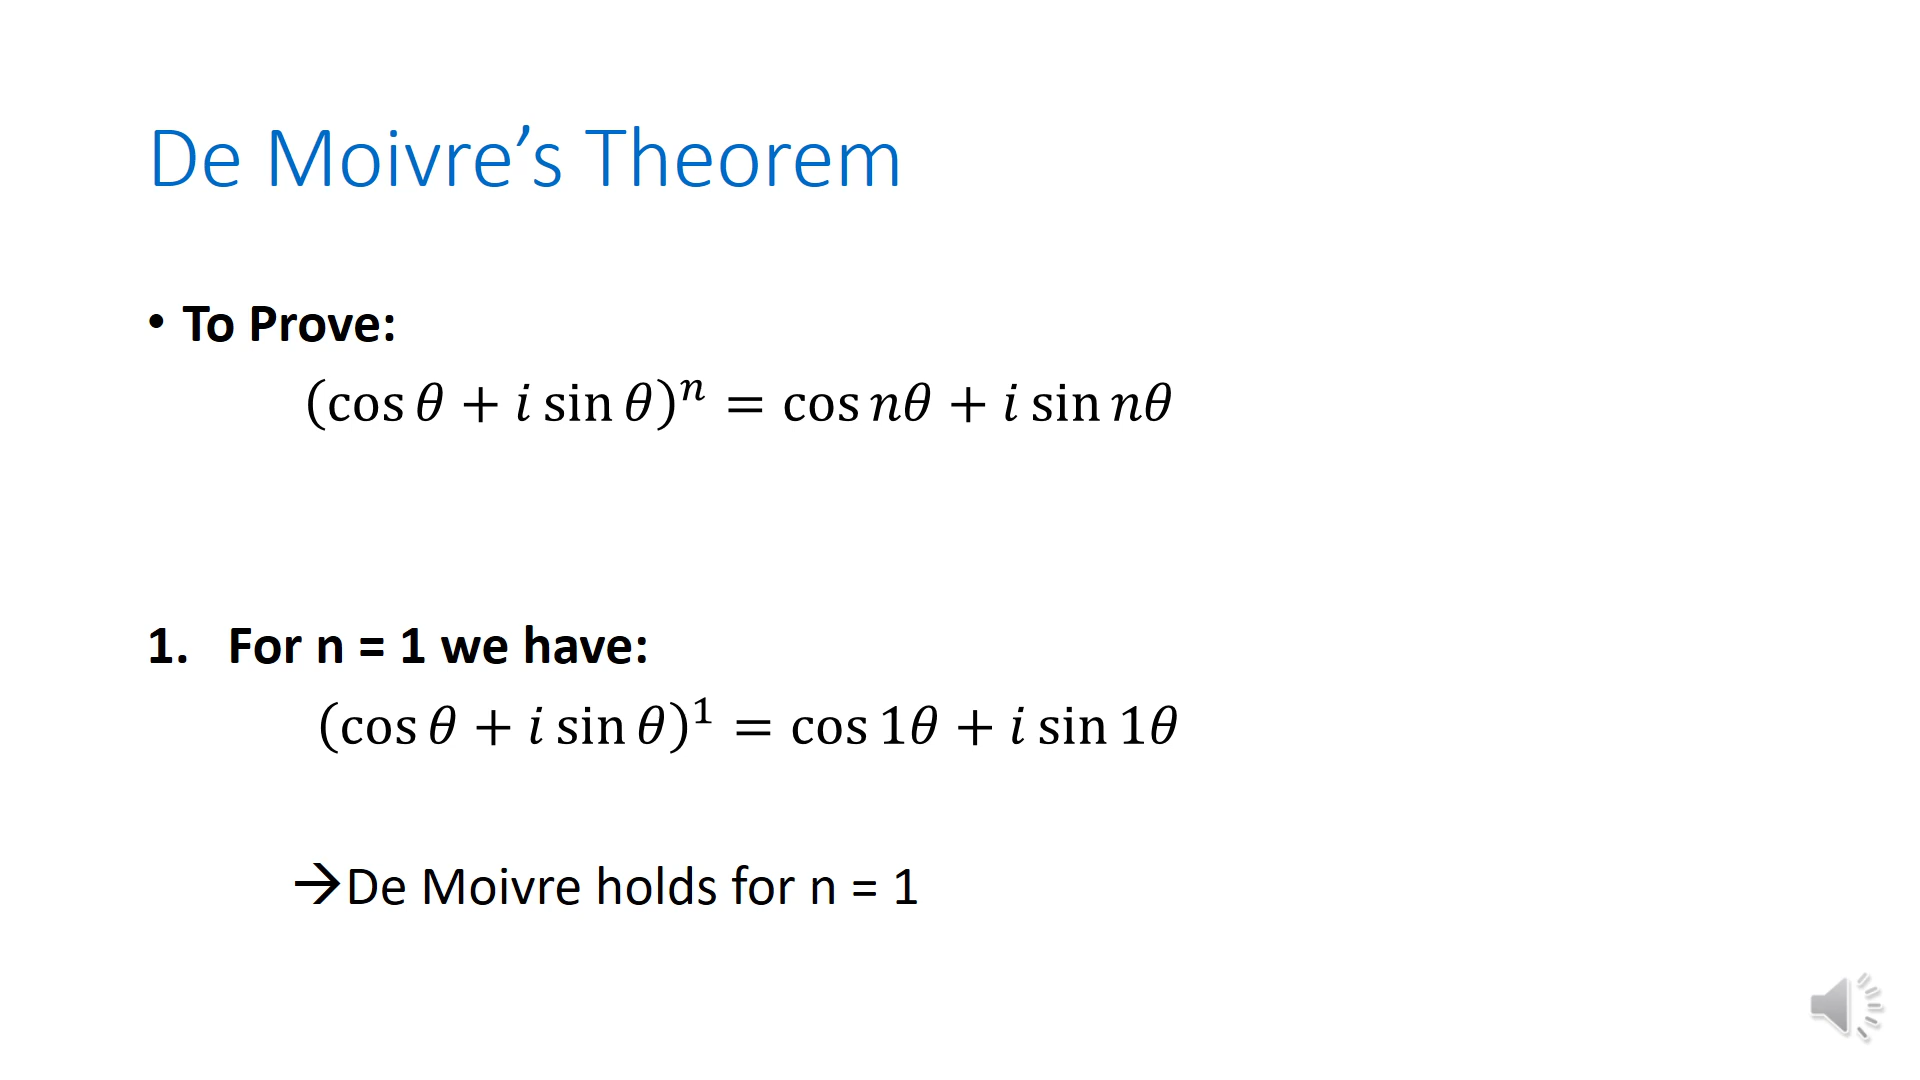 De Moivre’s Theorem
• To Prove:
(cos 𝜃 + 𝑖 sin 𝜃)ⁿ = cos 𝑛𝜃 + 𝑖 sin 𝑛𝜃
1. For n = 1 we have:
(cos 𝜃 + 𝑖 sin 𝜃)¹ = cos 1𝜃 + 𝑖 sin 1𝜃
→De Moivre holds for n = 1